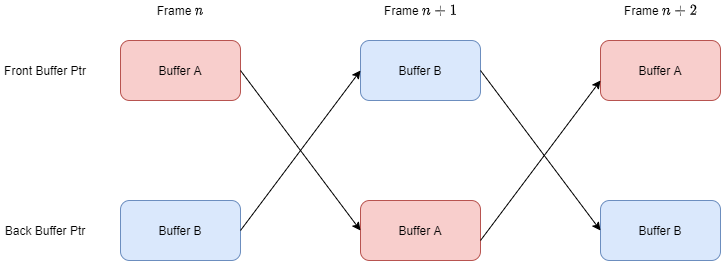 Frame n
Frame n + 1
Frame n + 2
Front Buffer Ptr
Buffer A
Buffer B
Buffer A
Back Buffer Ptr
Buffer B
Buffer A
Buffer B